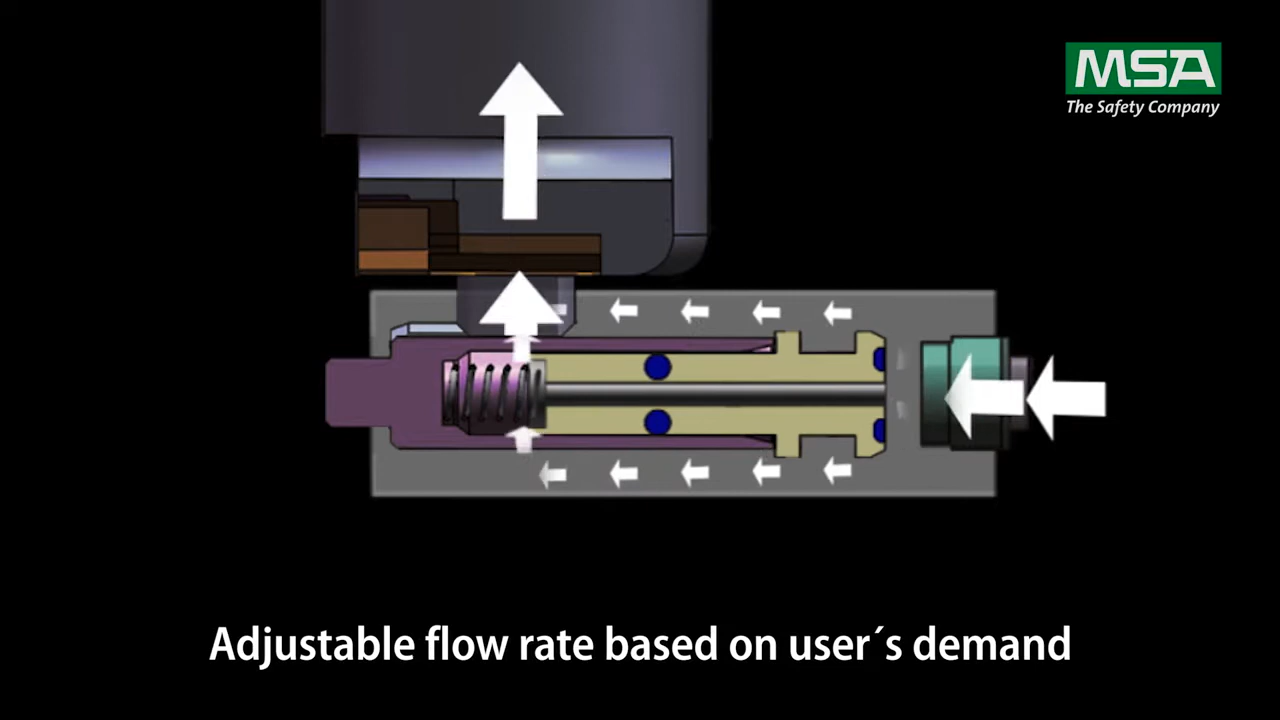 MSA
The Safety Company
Adjustable flow rate based on user´s demand